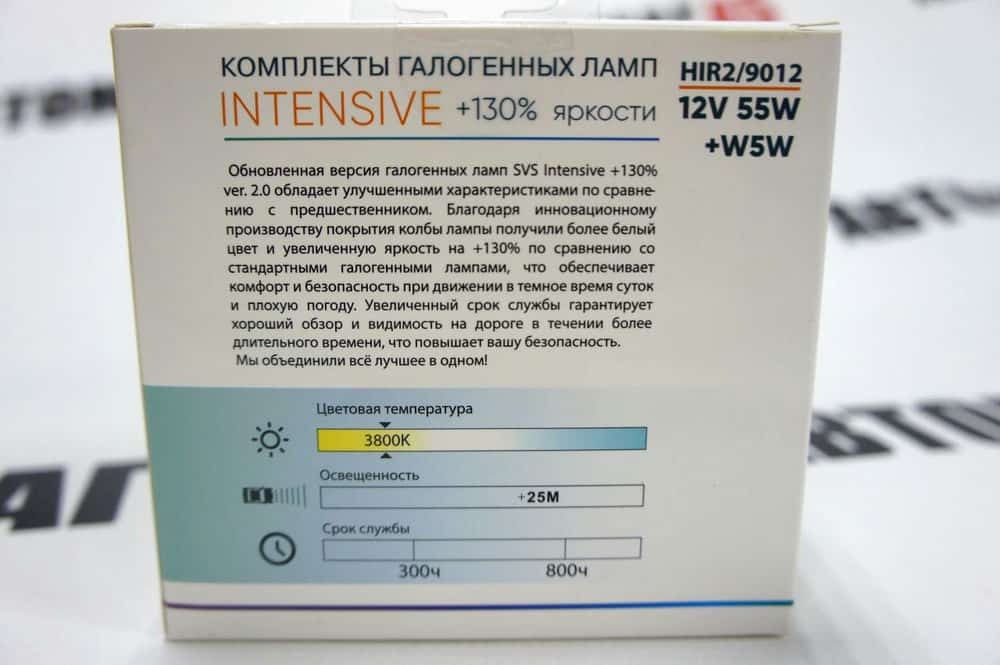 КОМПЛЕКТЫ ГАЛОГЕННЫХ ЛАМП
INTENSIVE +130% яркости
HIR2/9012
12V 55W
+W5W
Обновленная версия галогенных ламп SVS Intensive +130%
ver. 2.0 обладает улучшенными характеристиками по сравне-
нию с предшественником. Благодаря инновационному
производству покрытия колбы лампы получили более белый
цвет и увеличенную яркость на +130% по сравнению со
стандартными галогенными лампами, что обеспечивает
комфорт и безопасность при движении в темное время суток
и плохую погоду. Увеличенный срок службы гарантирует
хороший обзор и видимость на дороге в течении более
длительного времени, что повышает вашу безопасность.
Мы объединили всё лучшее в одном!
Цветовая температура
3800K
Освещенность
+25М
Срок службы
300ч 800ч